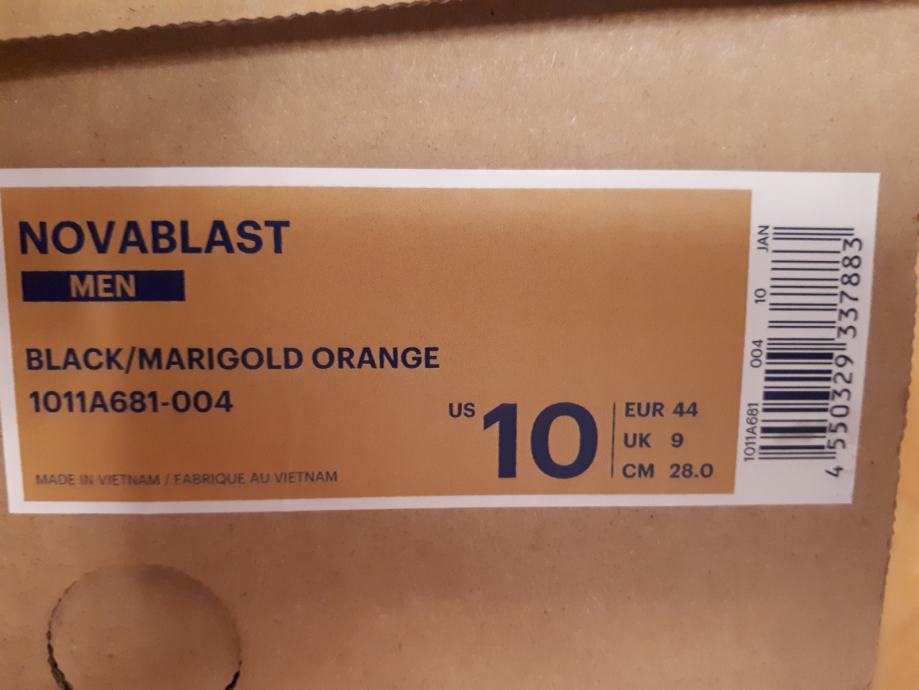 NOVABLAST
MEN
BLACK/MARIGOLD ORANGE
1011A681-004
US 10
EUR 44
UK 9
CM 28.0
MADE IN VIETNAM / FABRIQUE AU VIETNAM
1011A681 004 10 JAN
4 550329 337883